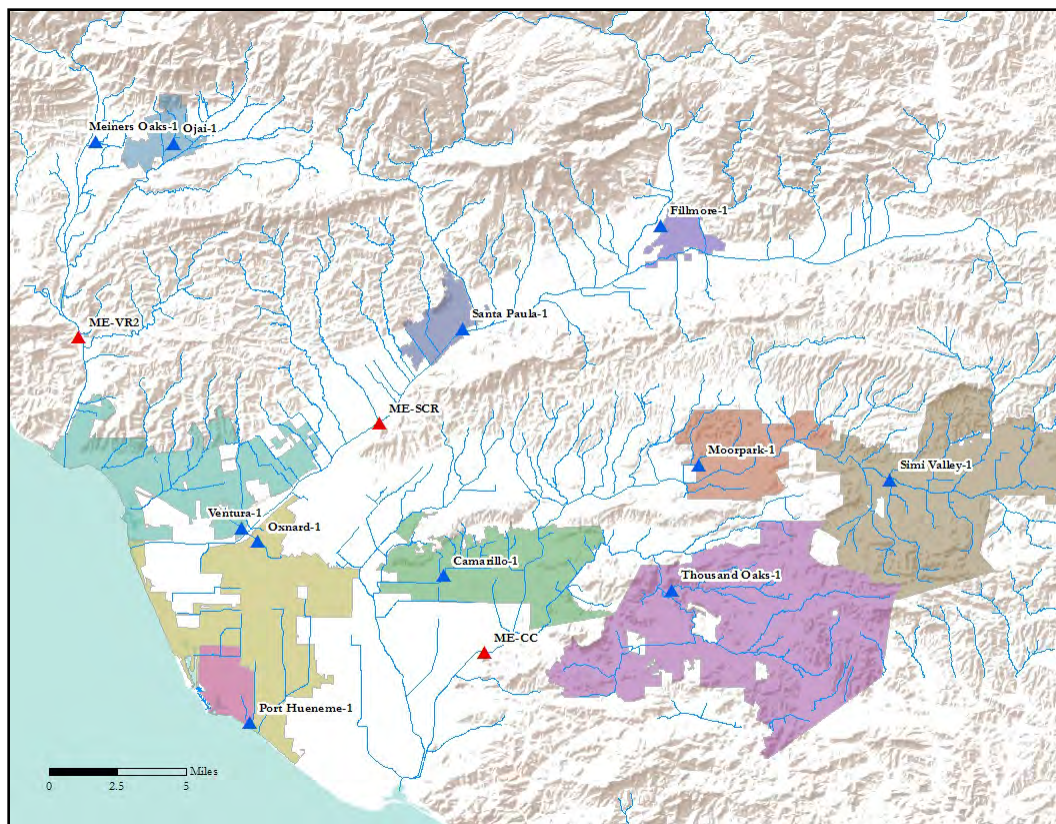 Meiners Oaks-1
Ojai-1
Fillmore-1
Santa Paula-1
ME-VR2
ME-SCR
Moorpark-1
Simi Valley-1
Ventura-1
Oxnard-1
Camarillo-1
Thousand Oaks-1
ME-CC
Port Hueneme-1
Miles
0 2.5 5